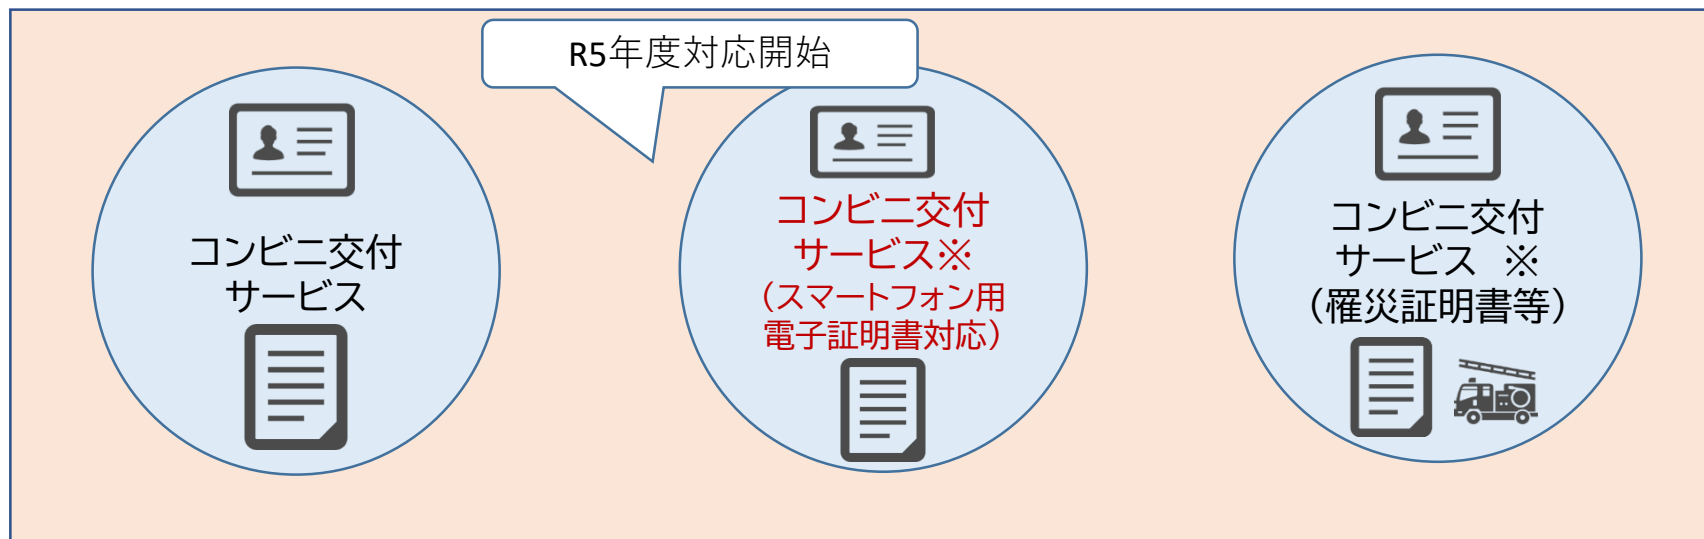 R5年度対応開始
コンビニ交付
サービス
コンビニ交付
サービス※
（スマートフォン用
電子証明書対応）
コンビニ交付
サービス ※
（罹災証明書等）